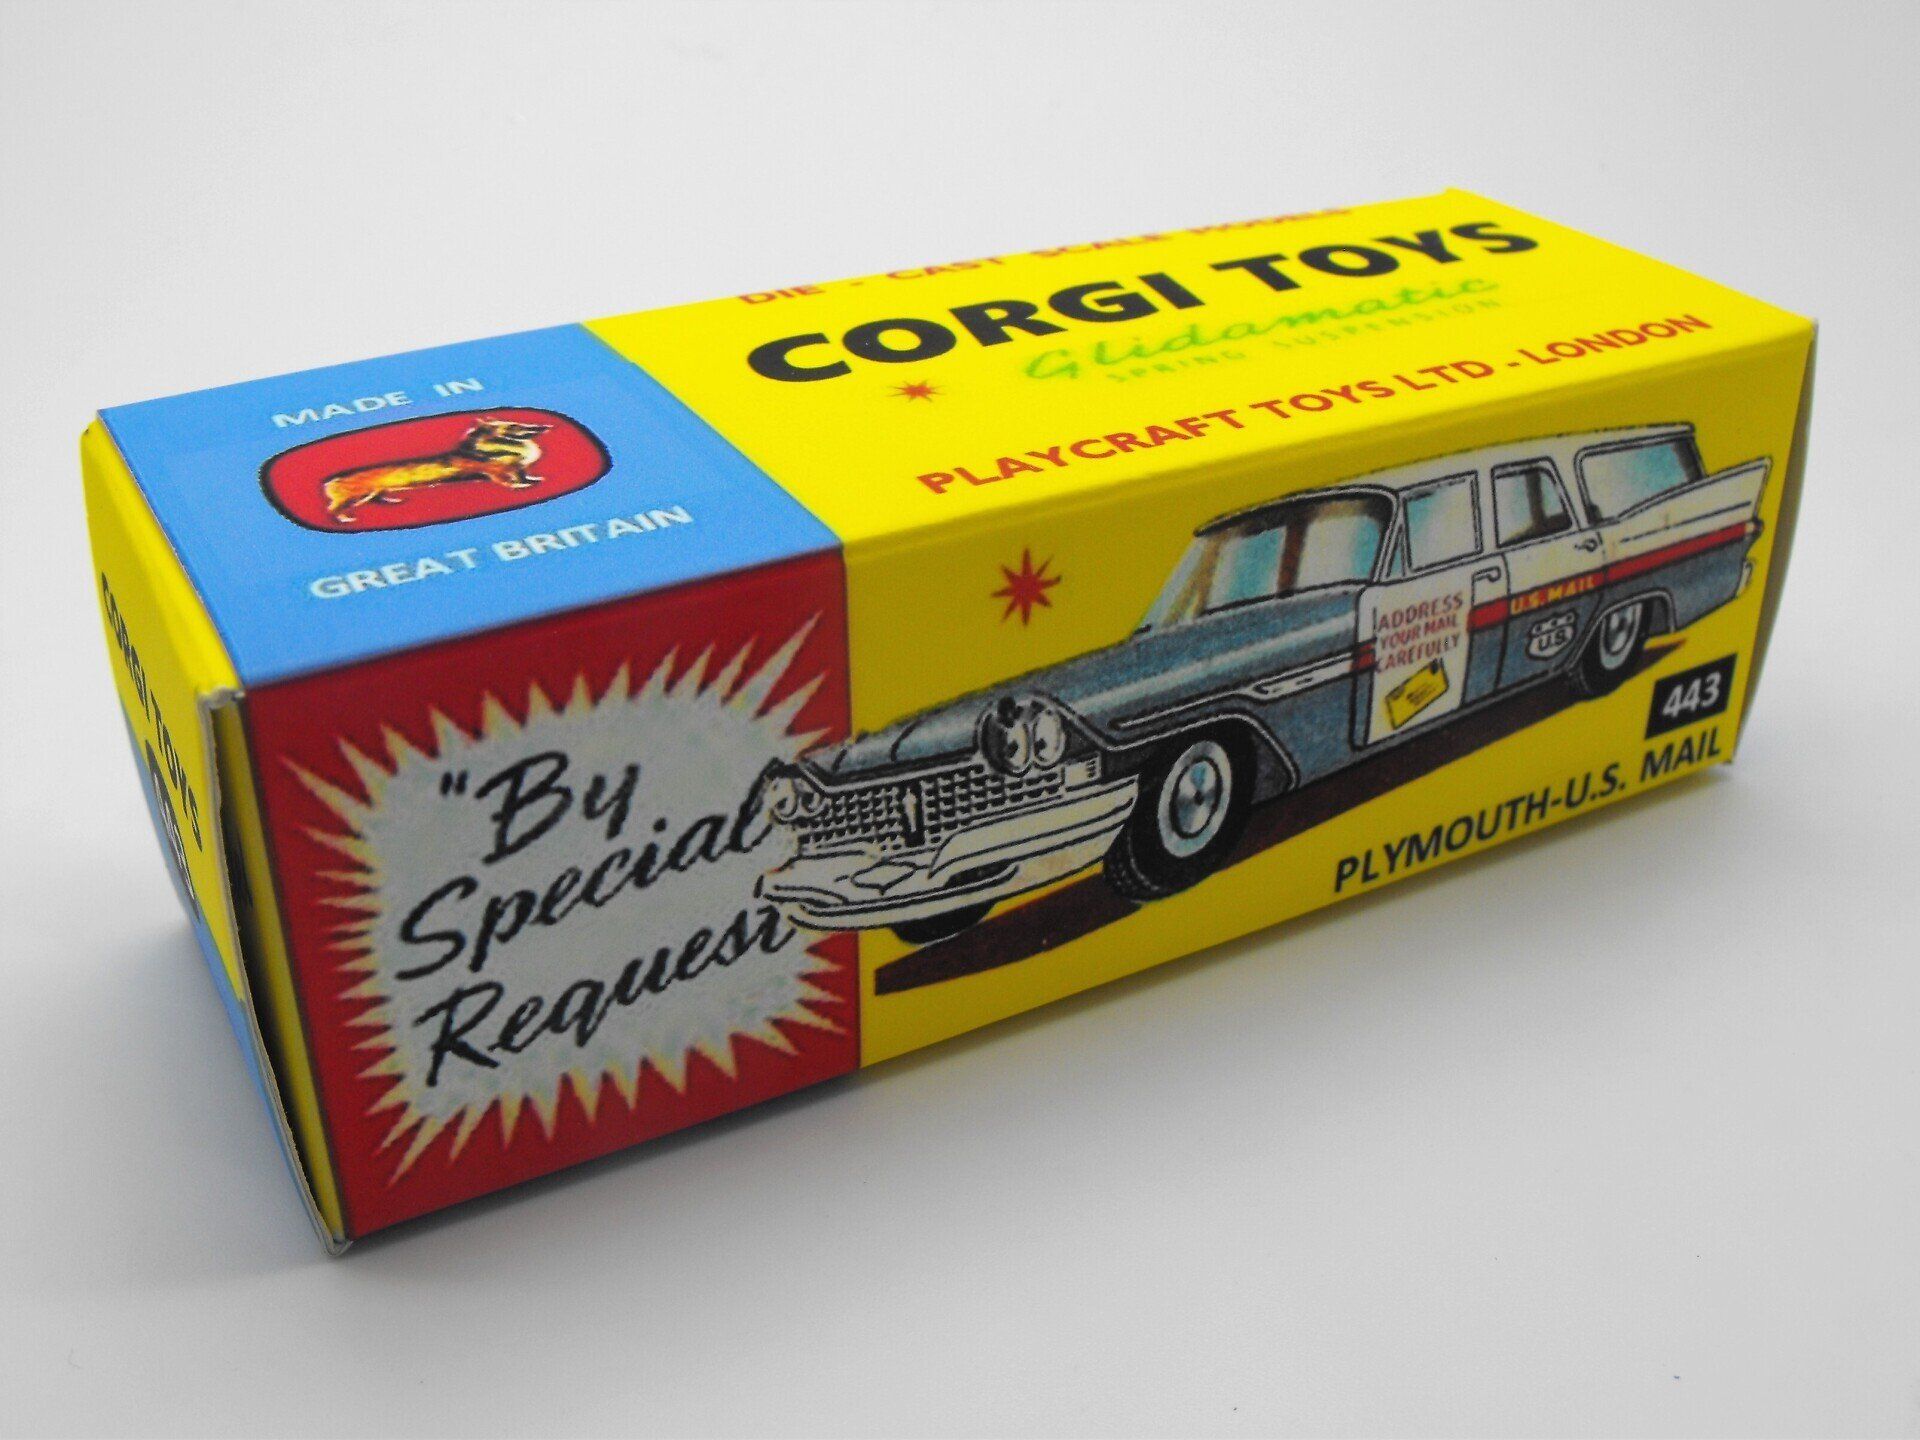 DIE - CAST SCALE MODELS
CORGI TOYS
Glidamatic
SPRING SUSPENSION
PLAYCRAFT TOYS LTD - LONDON
MADE IN
GREAT BRITAIN
CORGI TOYS
"By
Special
Request
ADDRESS
YOUR MAIL
CAREFULLY
U.S. MAIL
U.S.
443
PLYMOUTH-U.S. MAIL